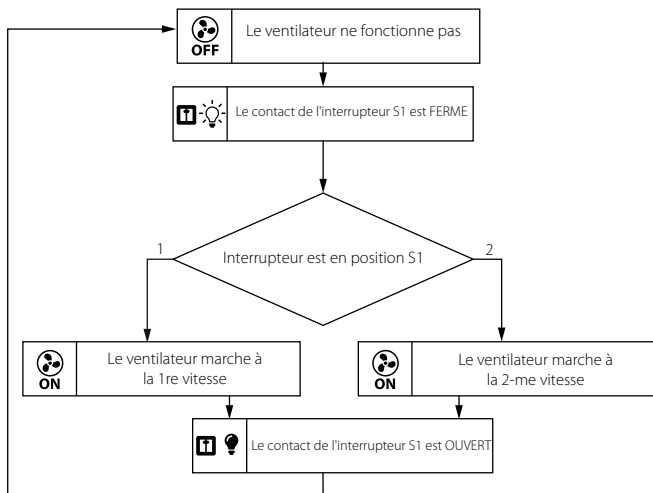 OFF
Le ventilateur ne fonctionne pas
Le contact de l'interrupteur S1 est FERME
Interrupteur est en position S1
1
2
ON
Le ventilateur marche à
la 1re vitesse
ON
Le ventilateur marche à
la 2-me vitesse
Le contact de l'interrupteur S1 est OUVERT